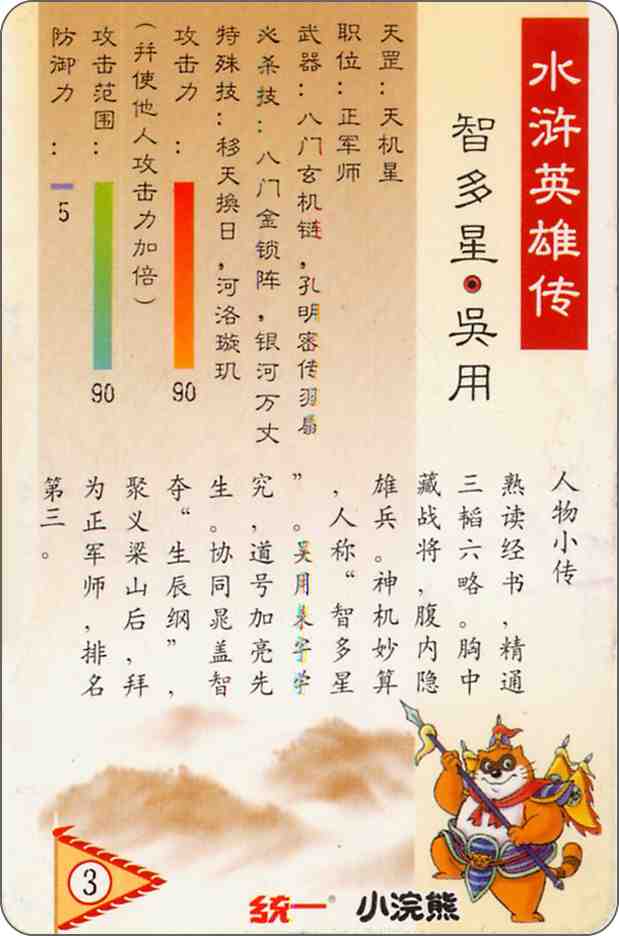 水浒英雄传
智多星·吳用
天罡：天机星
职位：正军师
武器：八门玄机链，孔明密传羽扇
必杀技：八门金锁阵，银河万丈
特殊技：移天換日，河洛璇玑
攻击力：
90
（并使他人攻击力加倍）
攻击范围：
90
防御力：
5
人物小传
熟读经书，精通
三韬六略。胸中
藏战将，腹内隐
雄兵。神机妙算
，人称“智多星
”。吴用表字学
究，道号加亮先
生。协同晁盖智
夺“生辰纲”，
聚义梁山后，拜
为正军师，排名
第三。
3
统一® 小浣熊